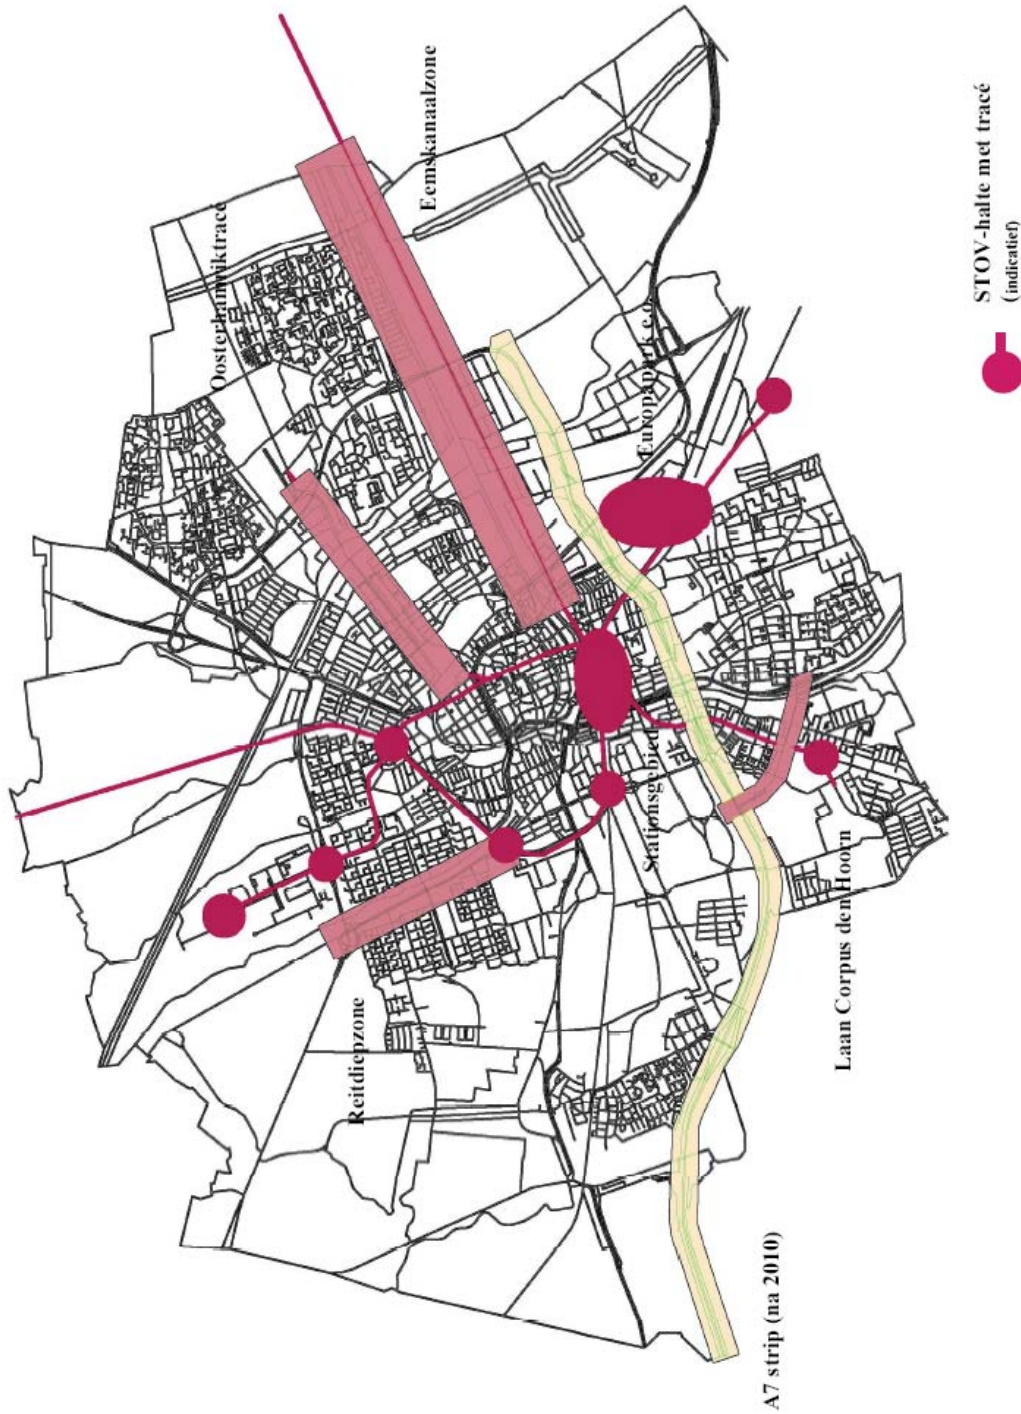 Oosterhamriktracé
Reitdiepzone
Eemskanaalzone
Stationsgebied
Europapark e.o.
A7 strip (na 2010)
Laan Corpus den Hoorn
STOV-halte met tracé
(indicatief)